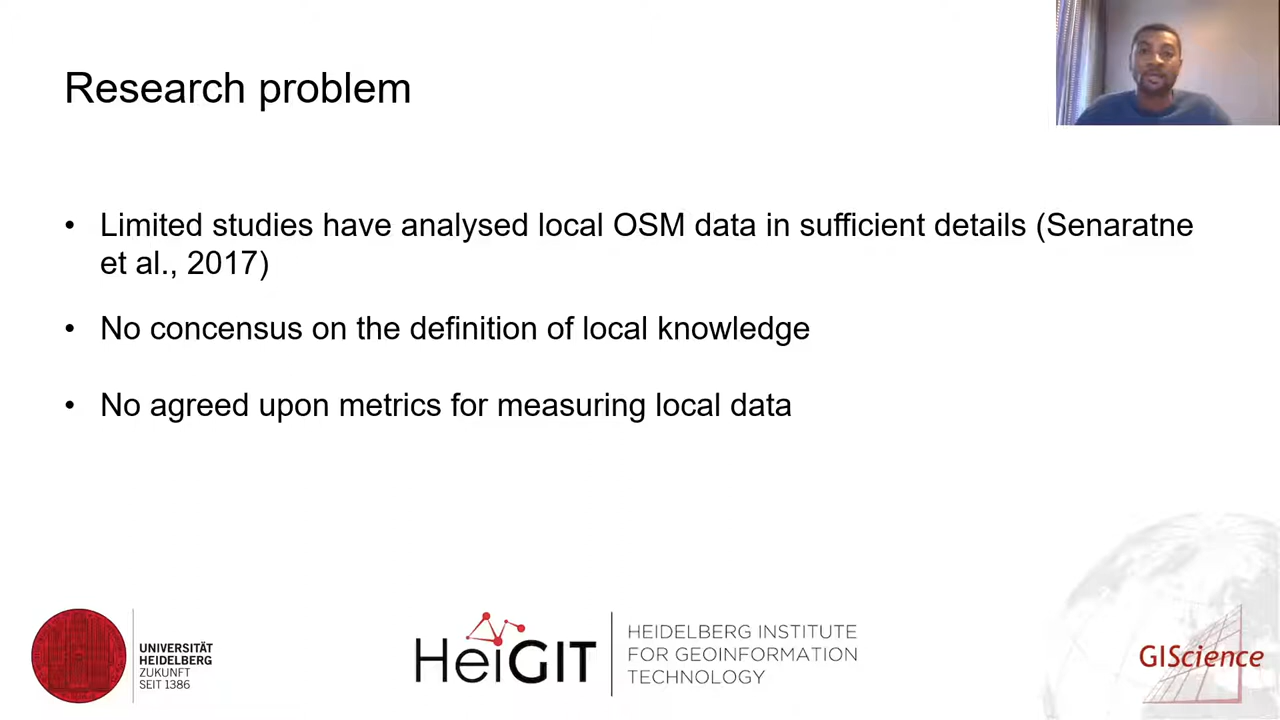 Research problem
• Limited studies have analysed local OSM data in sufficient details (Senaratne
et al., 2017)
• No concensus on the definition of local knowledge
• No agreed upon metrics for measuring local data
UNIVERSITÄT
HEIDELBERG
ZUKUNFT
SEIT 1386
HeiGIT
HEIDELBERG INSTITUTE
FOR GEOINFORMATION
TECHNOLOGY
GIScience